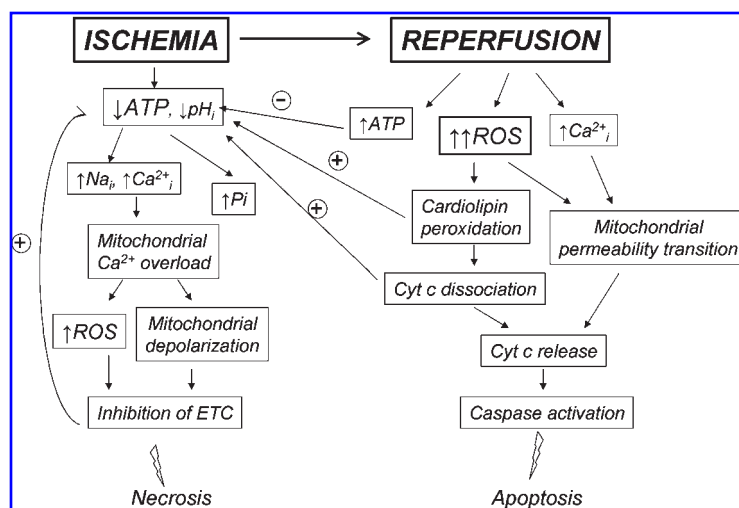 ISCHEMIA
REPERFUSION
↓ATP, ↓pHᵢ
−
↑ATP
↑↑ROS
↑Ca²⁺ᵢ
+
↑Naᵢ, ↑Ca²⁺ᵢ
↑Pi
+
Cardiolipin
peroxidation
Mitochondrial
permeability transition
+
Mitochondrial
Ca²⁺ overload
Cyt c dissociation
↑ROS
Mitochondrial
depolarization
Cyt c release
Inhibition of ETC
Caspase activation
Necrosis
Apoptosis